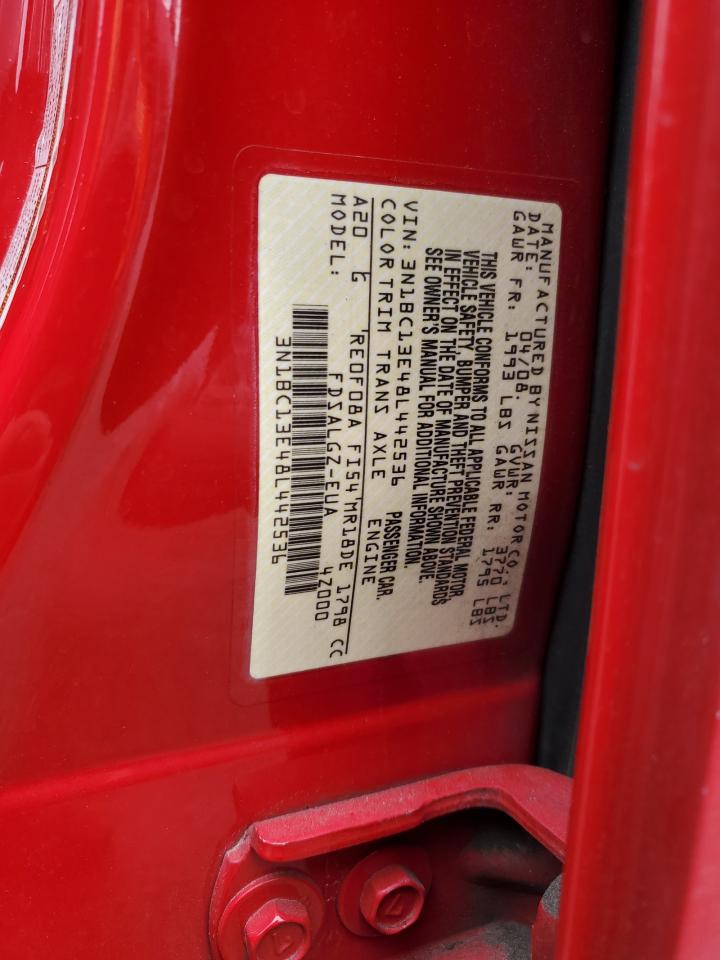 MANUFACTURED BY NISSAN MOTOR CO., LTD.
DATE: 04/08. GVWR: 3770 LBS
GAWR FR: 1993 LBS GAWR RR: 1795 LBS
THIS VEHICLE CONFORMS TO ALL APPLICABLE FEDERAL MOTOR
VEHICLE SAFETY, BUMPER AND THEFT PREVENTION STANDARDS
IN EFFECT ON THE DATE OF MANUFACTURE SHOWN ABOVE.
SEE OWNER'S MANUAL FOR ADDITIONAL INFORMATION.
PASSENGER CAR.
VIN: 3N1BC13E48L442536
COLOR TRIM TRANS AXLE ENGINE
A20 G RE0F08A FI54 MR18DE 1798 CC
MODEL: FDSALGZ-EUA 4Z000
3N1BC13E48L442536